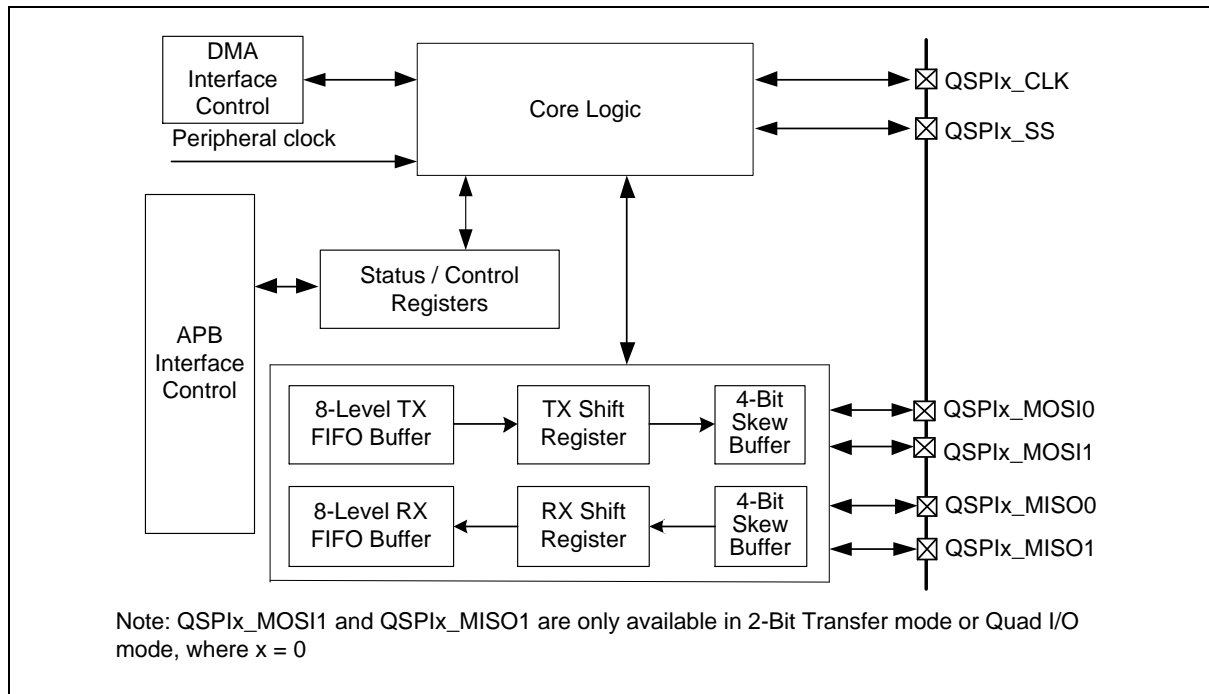 DMA
Interface
Control
Peripheral clock
Core Logic
QSPIx_CLK
QSPIx_SS
APB
Interface
Control
Status / Control
Registers
8-Level TX
FIFO Buffer
TX Shift
Register
4-Bit
Skew
Buffer
8-Level RX
FIFO Buffer
RX Shift
Register
4-Bit
Skew
Buffer
QSPIx_MOSI0
QSPIx_MOSI1
QSPIx_MISO0
QSPIx_MISO1
Note: QSPIx_MOSI1 and QSPIx_MISO1 are only available in 2-Bit Transfer mode or Quad I/O
mode, where x = 0